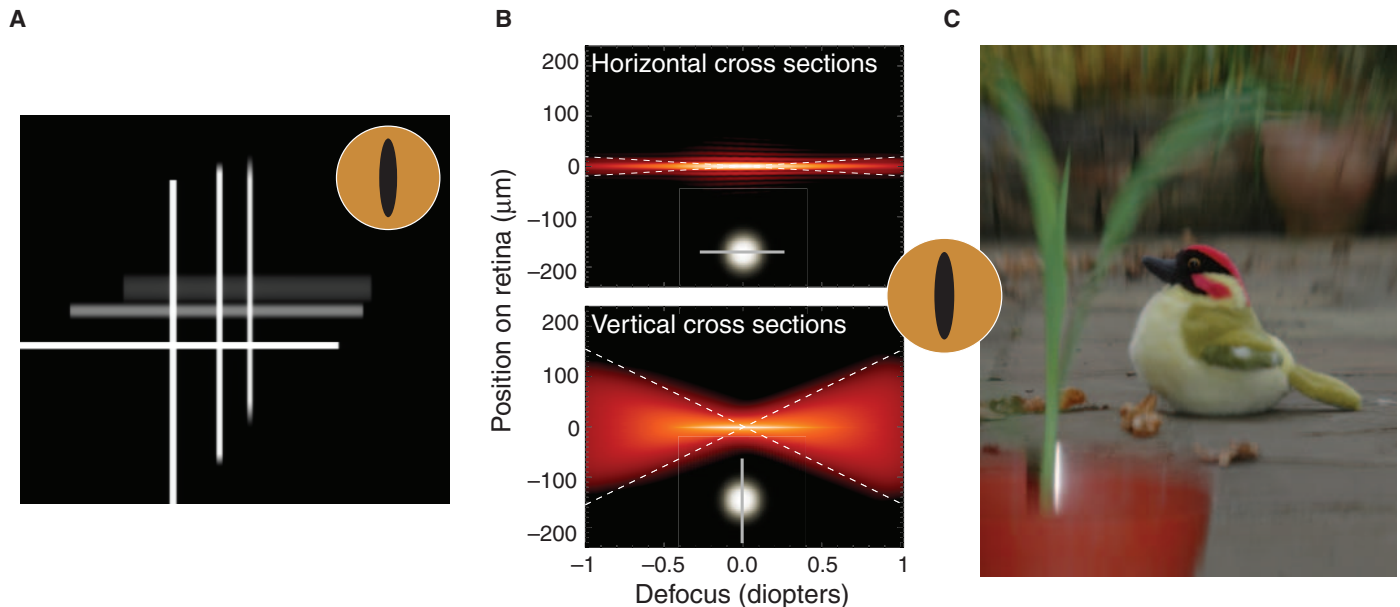 A
B
C
Horizontal cross sections
200
100
0
–100
–200
Vertical cross sections
200
100
0
–100
–200
Position on retina (μm)
–1
–0.5
0.0
0.5
1
Defocus (diopters)